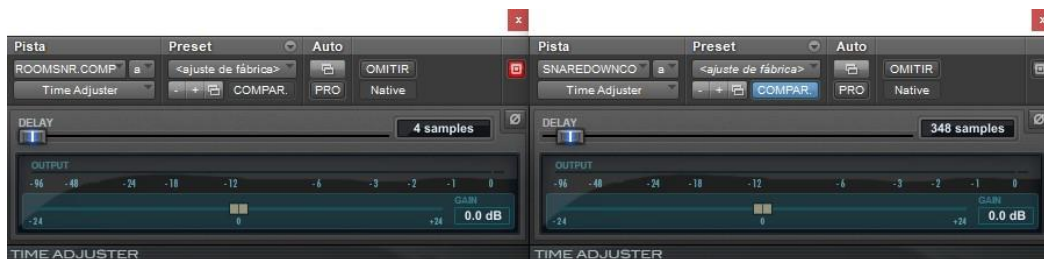 x
Pista Preset Auto
ROOMSNR.COMP a <ajuste de fábrica> OMITIR
Time Adjuster - + COMPAR. PRO Native
DELAY
4 samples
Ø
OUTPUT
-96 -48 -24 -18 -12 -6 -3 -2 -1 0
GAIN
-24 0 +24 0.0 dB
TIME ADJUSTER
x
Pista Preset Auto
SNAREDOWNCO a <ajuste de fábrica> OMITIR
Time Adjuster - + COMPAR. PRO Native
DELAY
348 samples
Ø
OUTPUT
-96 -48 -24 -18 -12 -6 -3 -2 -1 0
GAIN
-24 0 +24 0.0 dB
TIME ADJUSTER